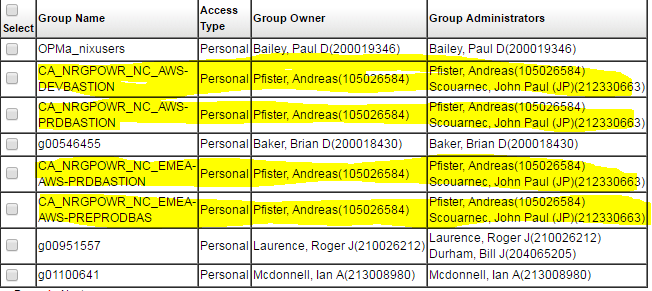 Select
Group Name
Access
Type
Group Owner
Group Administrators
OPMa_nixusers Personal Bailey, Paul D(200019346) Bailey, Paul D(200019346)
CA_NRGPOWR_NC_AWS-
DEVBASTION
Personal Pfister, Andreas(105026584)
Pfister, Andreas(105026584)
Scouarnec, John Paul (JP)(212330663)
CA_NRGPOWR_NC_AWS-
PRDBASTION
Personal Pfister, Andreas(105026584)
Pfister, Andreas(105026584)
Scouarnec, John Paul (JP)(212330663)
g00546455 Personal Baker, Brian D(200018430) Baker, Brian D(200018430)
CA_NRGPOWR_NC_EMEA-
AWS-PRDBASTION
Personal Pfister, Andreas(105026584)
Pfister, Andreas(105026584)
Scouarnec, John Paul (JP)(212330663)
CA_NRGPOWR_NC_EMEA-
AWS-PREPRODBAS
Personal Pfister, Andreas(105026584)
Pfister, Andreas(105026584)
Scouarnec, John Paul (JP)(212330663)
g00951557 Personal Laurence, Roger J(210026212)
Laurence, Roger J(210026212)
Durham, Bill J(204065205)
g01100641 Personal Mcdonnell, Ian A(213008980) Mcdonnell, Ian A(213008980)